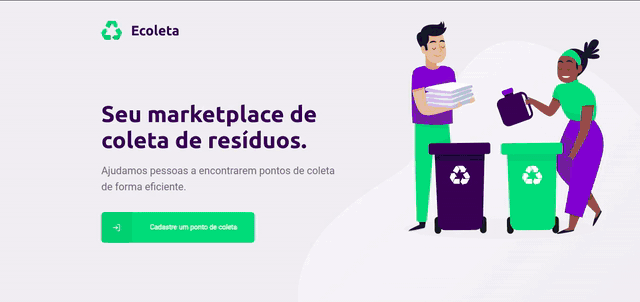 Ecoleta
Seu marketplace de
coleta de resíduos.
Ajudamos pessoas a encontrarem pontos de coleta
de forma eficiente.
Cadastre um ponto de coleta